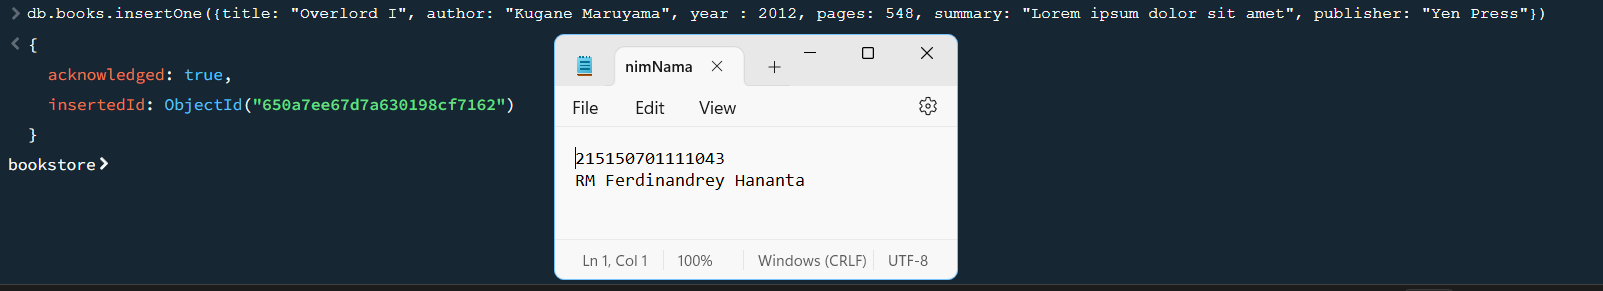 db.books.insertOne({title: "Overlord I", author: "Kugane Maruyama", year : 2012, pages: 548, summary: "Lorem ipsum dolor sit amet", publisher: "Yen Press"})
{
acknowledged: true,
insertedId: ObjectId("650a7ee67d7a630198cf7162")
}
bookstore>
nimNama
File Edit View
215150701111043
RM Ferdinandrey Hananta
Ln 1, Col 1 100% Windows (CRLF) UTF-8